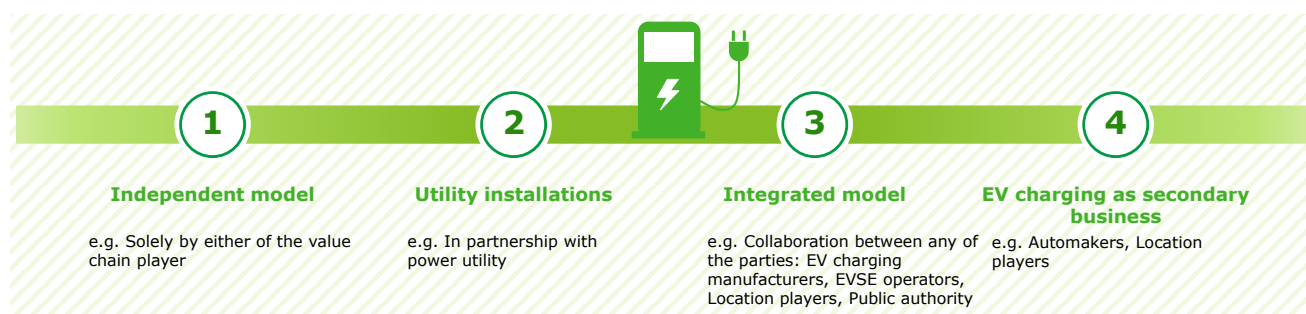 1
2
3
4
Independent model
e.g. Solely by either of the value
chain player
Utility installations
e.g. In partnership with
power utility
Integrated model
e.g. Collaboration between any of
the parties: EV charging
manufacturers, EVSE operators,
Location players, Public authority
EV charging as secondary
business
e.g. Automakers, Location
players